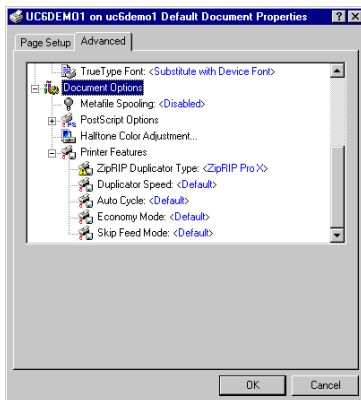 UC6DEMO1 on uc6demo1 Default Document Properties
Page Setup Advanced
TrueType Font: <Substitute with Device Font>
Document Options
Metafile Spooling: <Disabled>
PostScript Options
Halftone Color Adjustment...
Printer Features
ZipRIP Duplicator Type: <ZipRIP Pro X>
Duplicator Speed: <Default>
Auto Cycle: <Default>
Economy Mode: <Default>
Skip Feed Mode: <Default>
OK Cancel